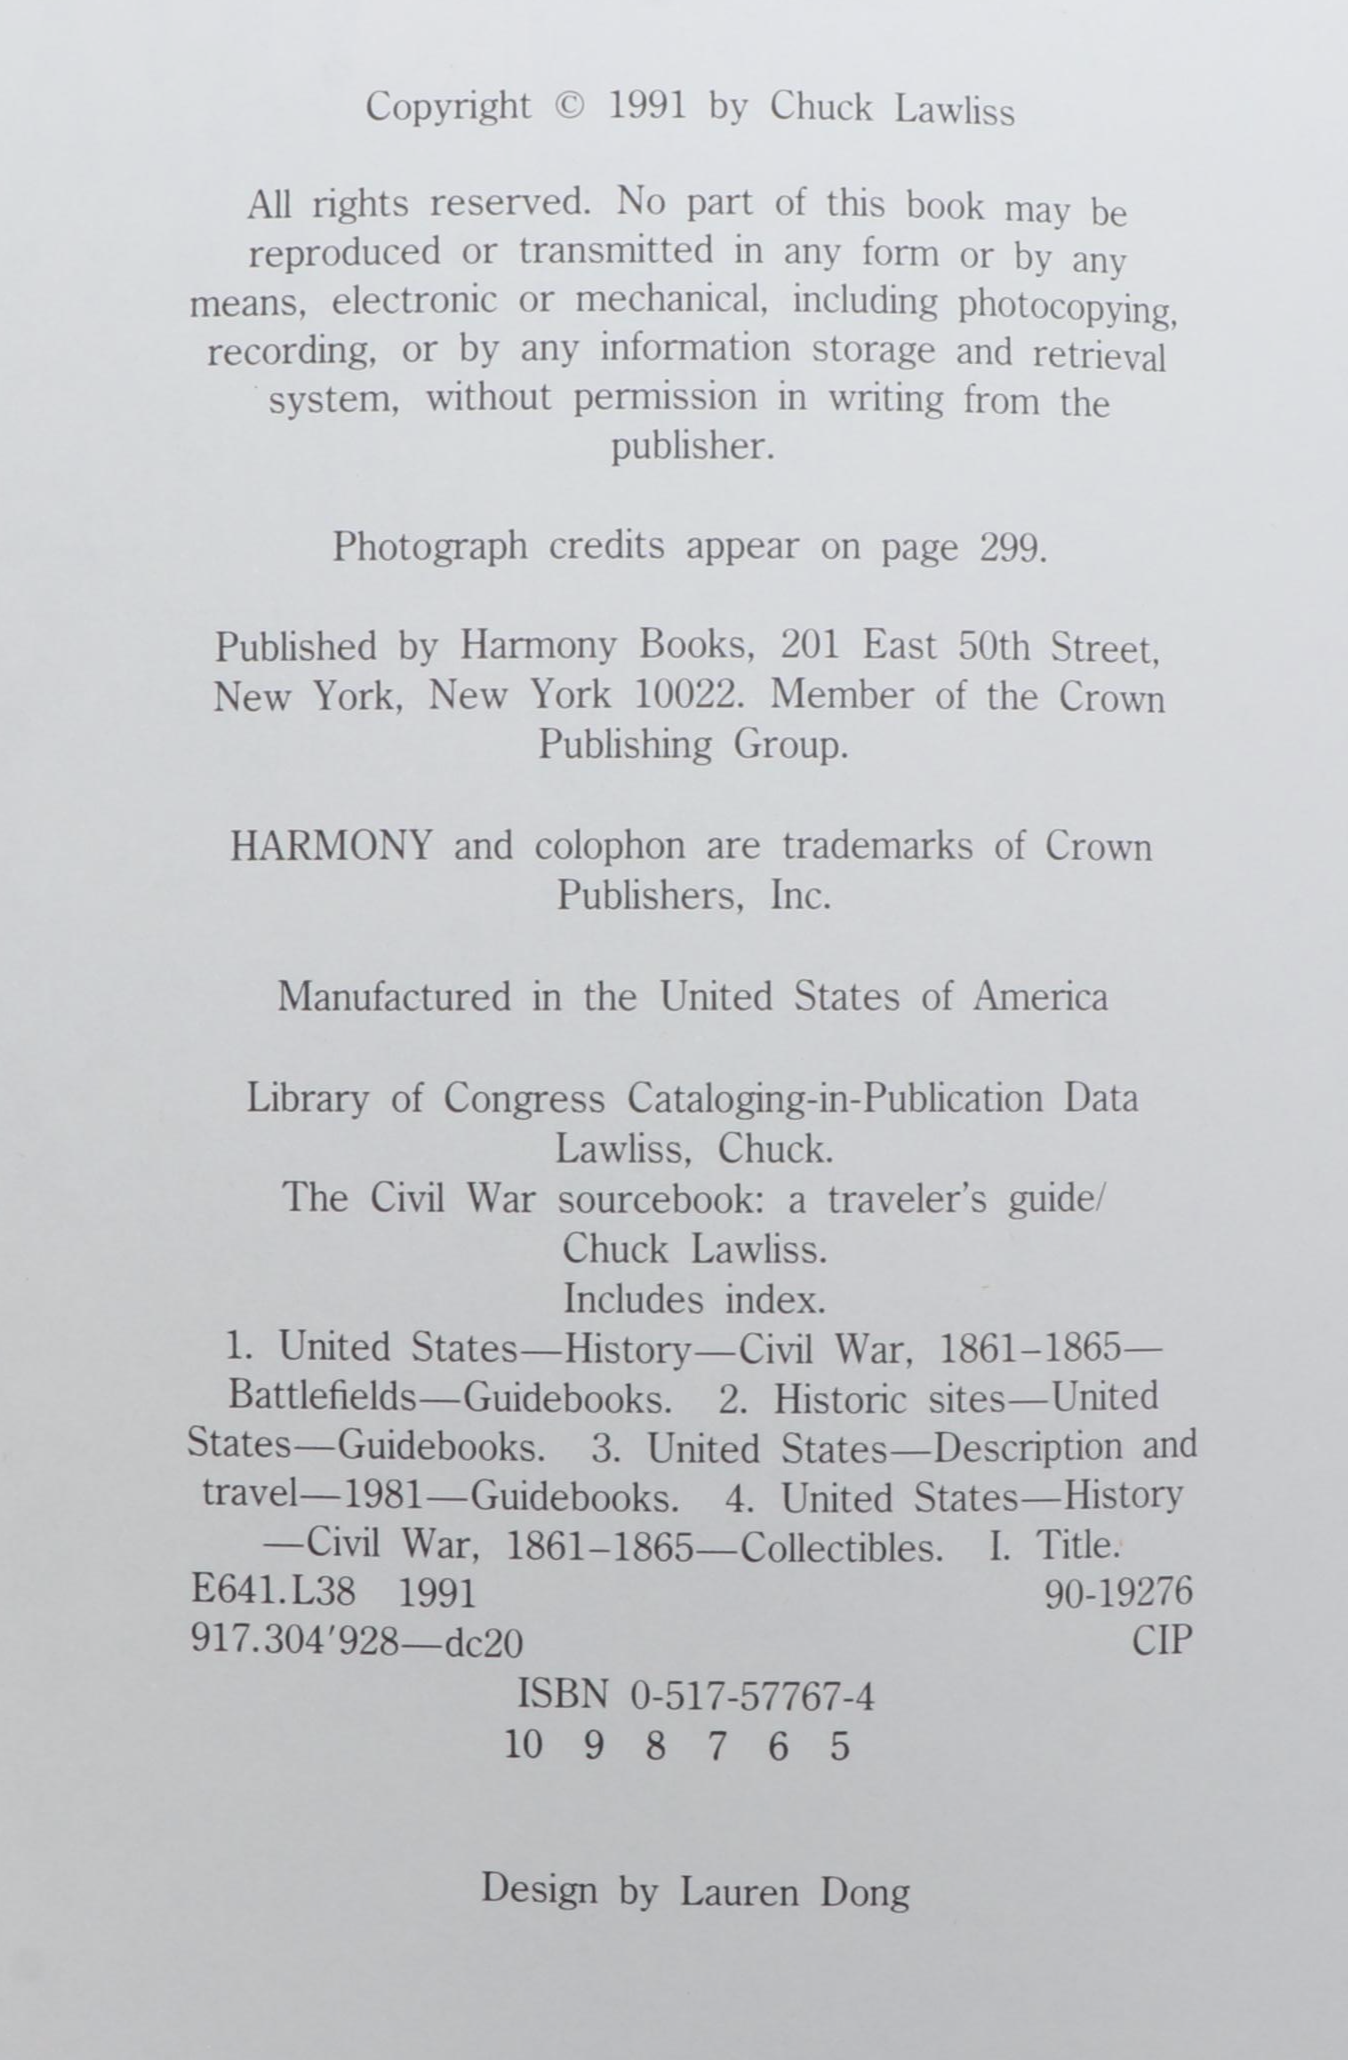 Copyright © 1991 by Chuck Lawliss
All rights reserved. No part of this book may be
reproduced or transmitted in any form or by any
means, electronic or mechanical, including photocopying,
recording, or by any information storage and retrieval
system, without permission in writing from the
publisher.
Photograph credits appear on page 299.
Published by Harmony Books, 201 East 50th Street,
New York, New York 10022. Member of the Crown
Publishing Group.
HARMONY and colophon are trademarks of Crown
Publishers, Inc.
Manufactured in the United States of America
Library of Congress Cataloging-in-Publication Data
Lawliss, Chuck.
The Civil War sourcebook: a traveler's guide/
Chuck Lawliss.
Includes index.
1. United States—History—Civil War, 1861–1865—
Battlefields—Guidebooks. 2. Historic sites—United
States—Guidebooks. 3. United States—Description and
travel—1981—Guidebooks. 4. United States—History
—Civil War, 1861–1865—Collectibles. I. Title.
E641.L38 1991 90-19276
917.304′928—dc20 CIP
ISBN 0-517-57767-4
10 9 8 7 6 5
Design by Lauren Dong